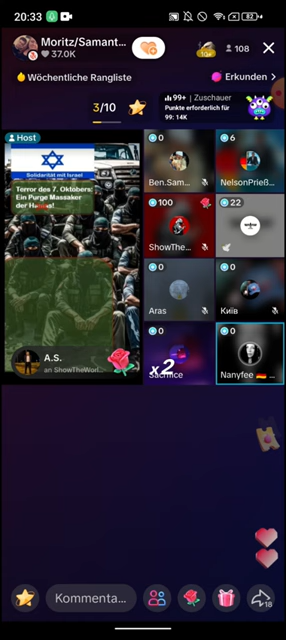 20:33
82
Moritz/Samant...
37.0K
108
Wöchentliche Rangliste
Erkunden >
3/10
99+ | Zuschauer
Punkte erforderlich für
99: 14K
Host
Solidarität mit Israel
Terror des 7. Oktobers:
Ein Purge Massaker
der Hamas!
0
Ben.Sam...
6
NelsonPrieß...
100
ShowThe...
22
0
Aras
0
Київ
0
x2
Sacrifice
0
Nanyfee
A.S.
an ShowTheWorl...
Kommenta...
18